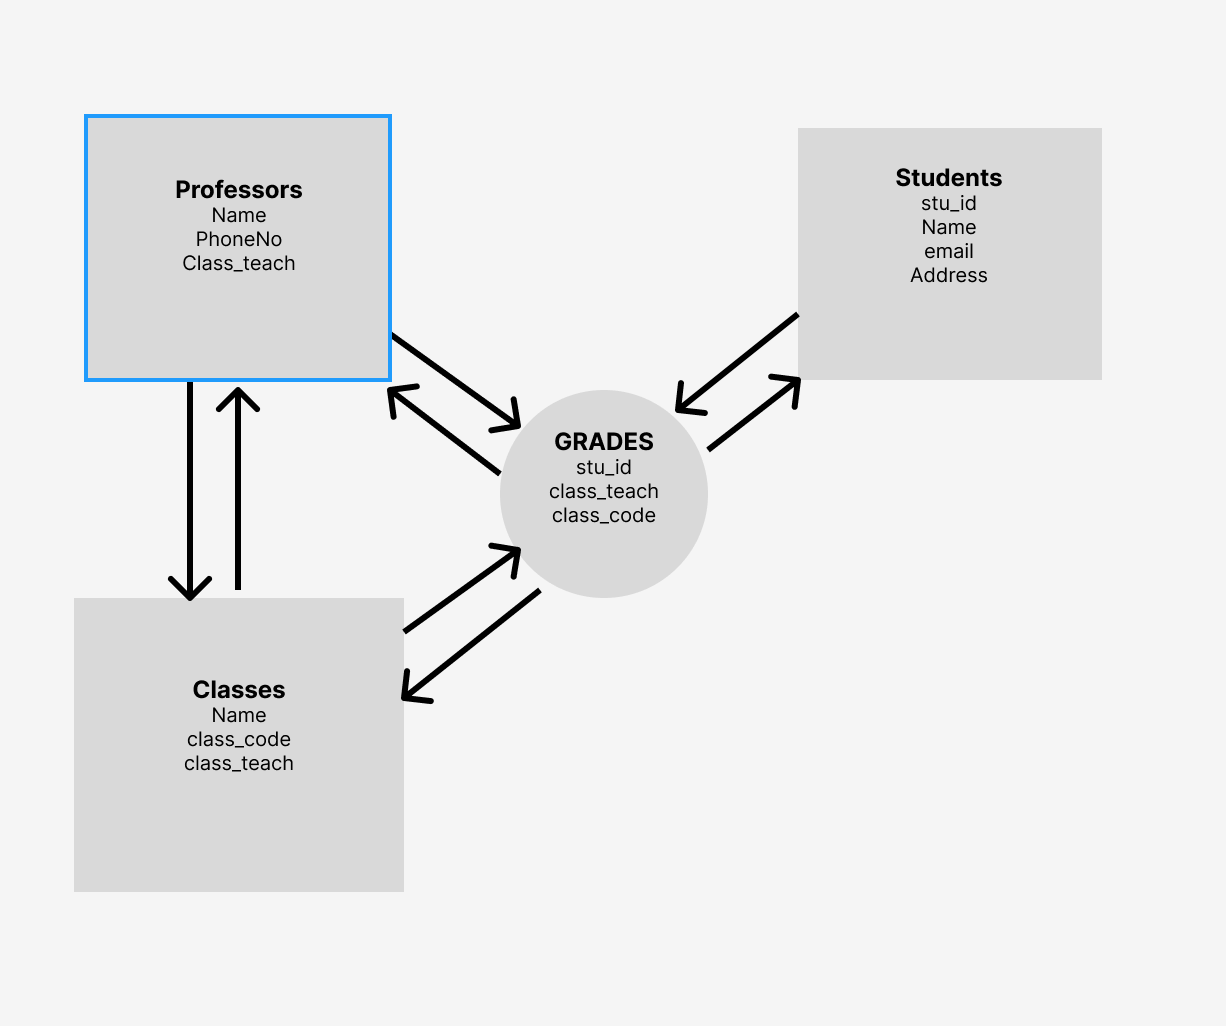 Professors
Name
PhoneNo
Class_teach
Students
stu_id
Name
email
Address
GRADES
stu_id
class_teach
class_code
Classes
Name
class_code
class_teach